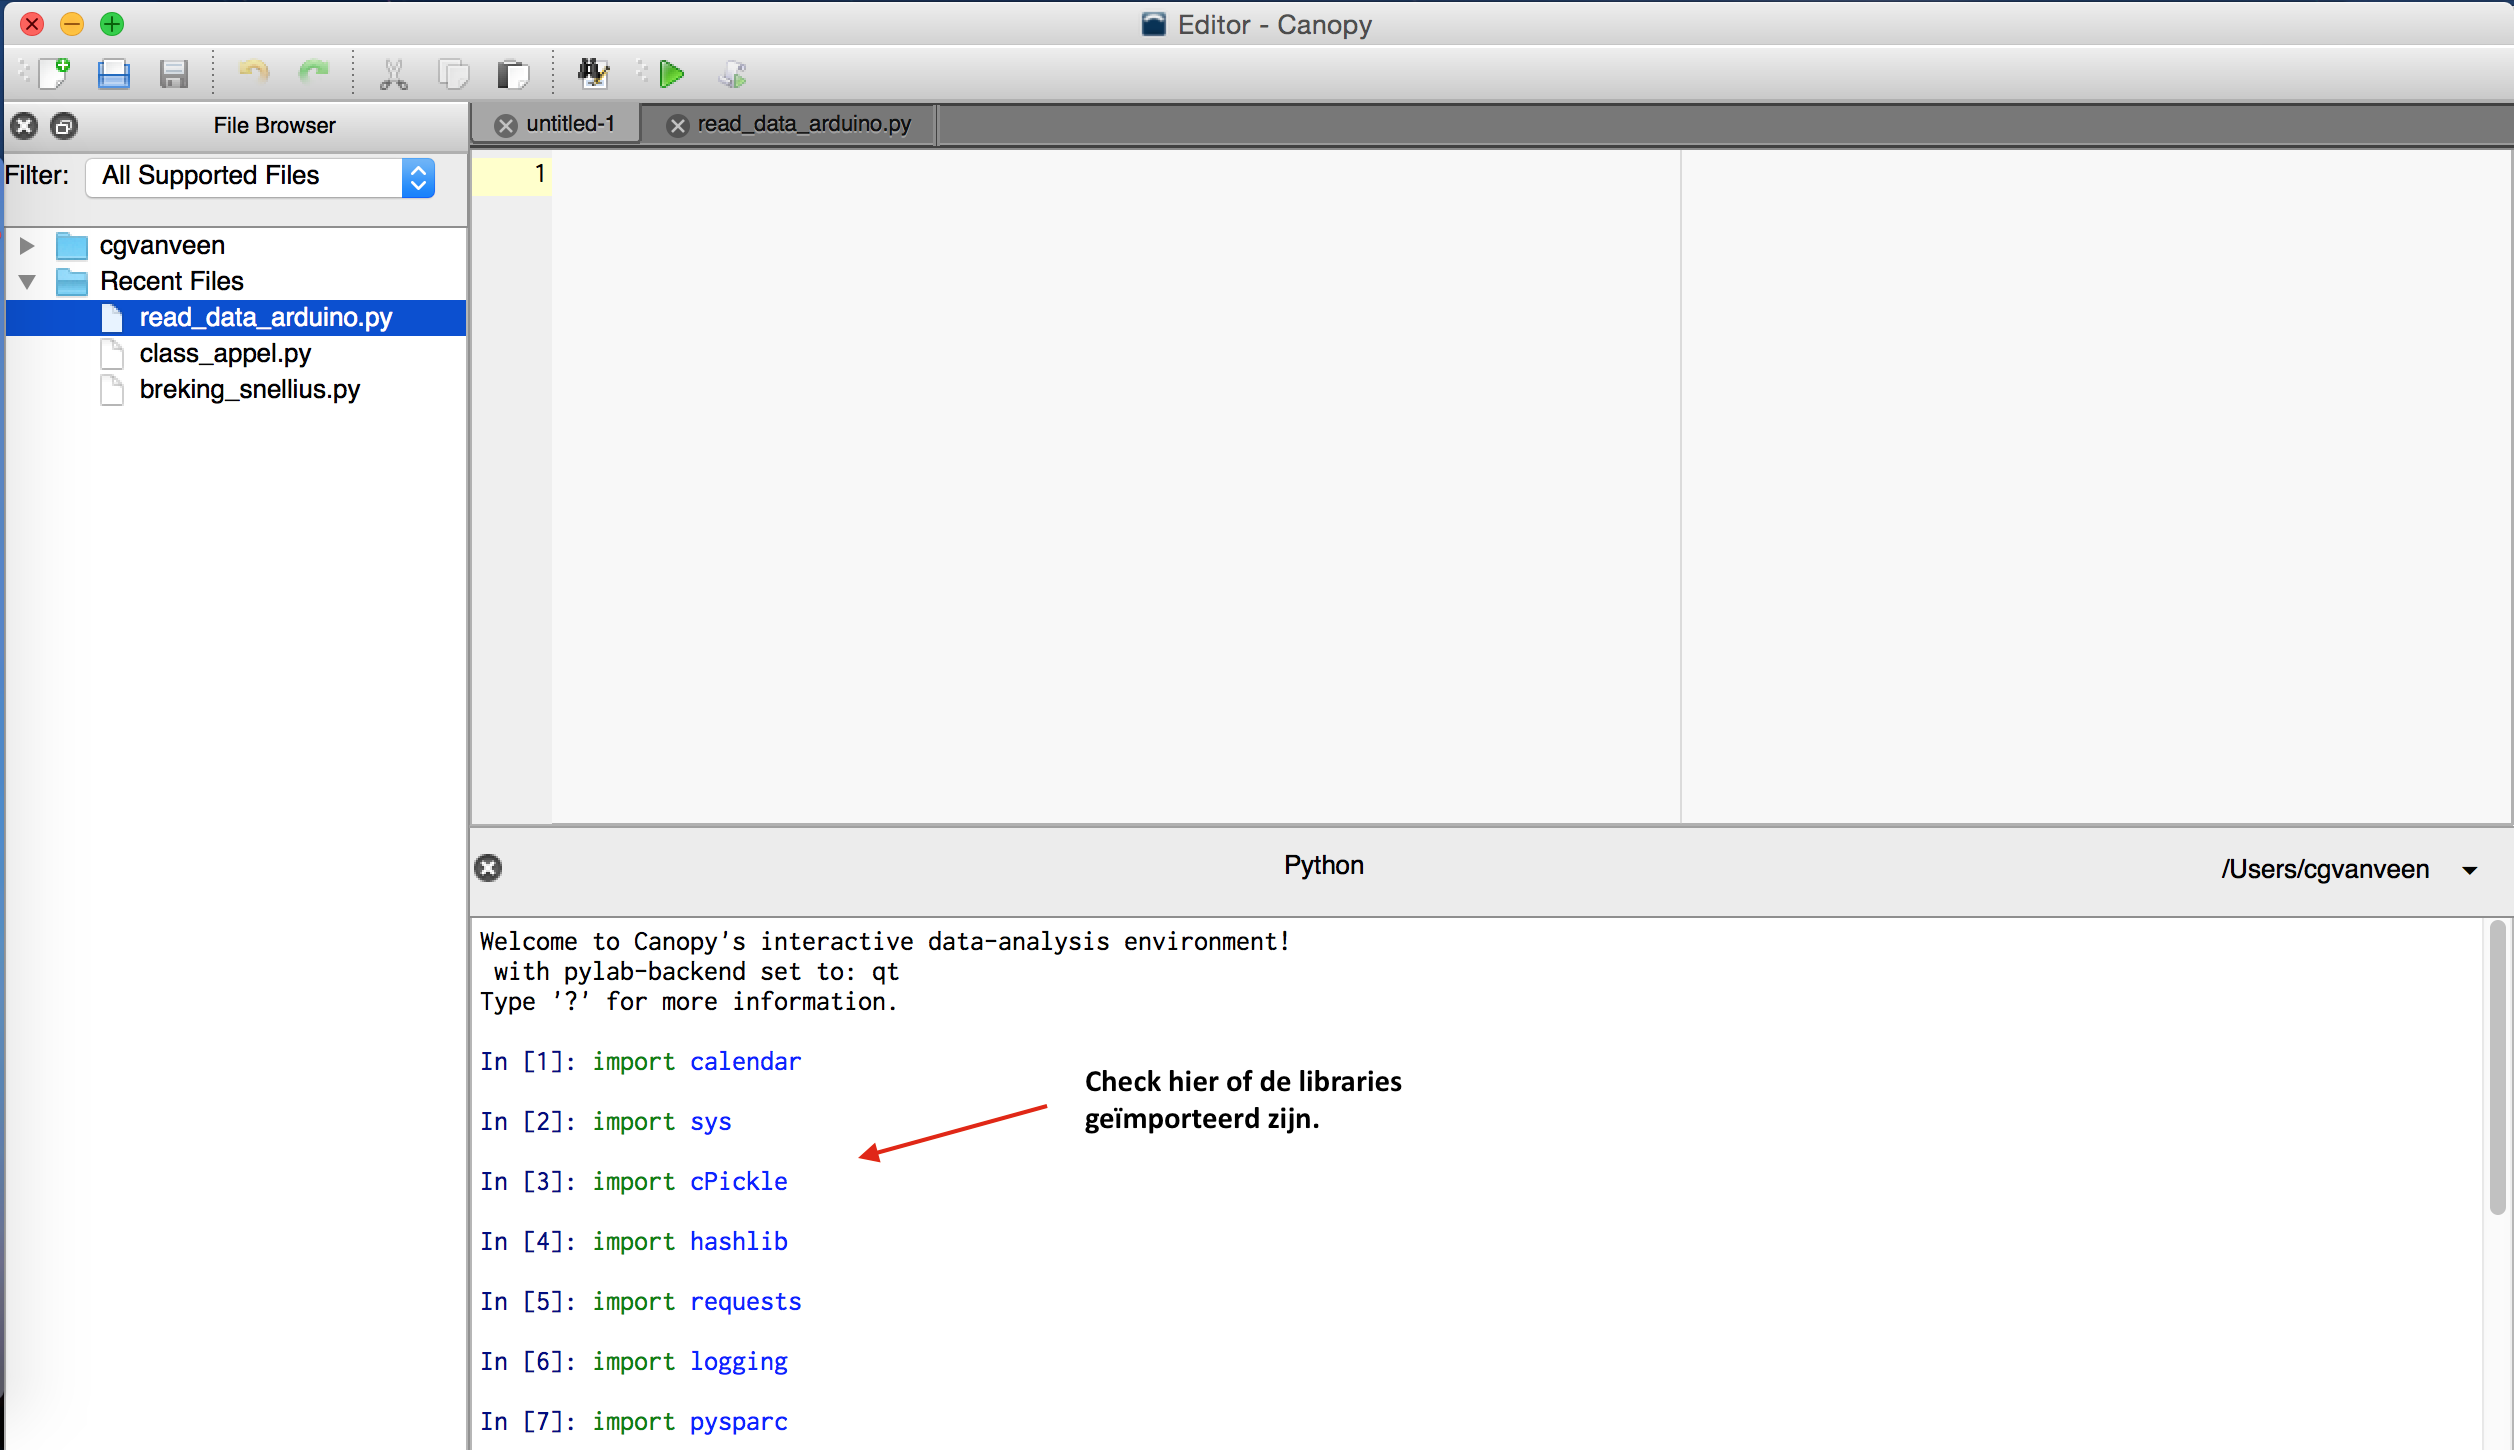 Editor - Canopy
File Browser
untitled-1
read_data_arduino.py
Filter: All Supported Files
1
cgvanveen
Recent Files
read_data_arduino.py
class_appel.py
breking_snellius.py
Python
/Users/cgvanveen
Welcome to Canopy's interactive data-analysis environment!
with pylab-backend set to: qt
Type '?' for more information.
In [1]: import calendar
In [2]: import sys
In [3]: import cPickle
In [4]: import hashlib
In [5]: import requests
In [6]: import logging
In [7]: import pysparc
Check hier of de libraries
geïmporteerd zijn.